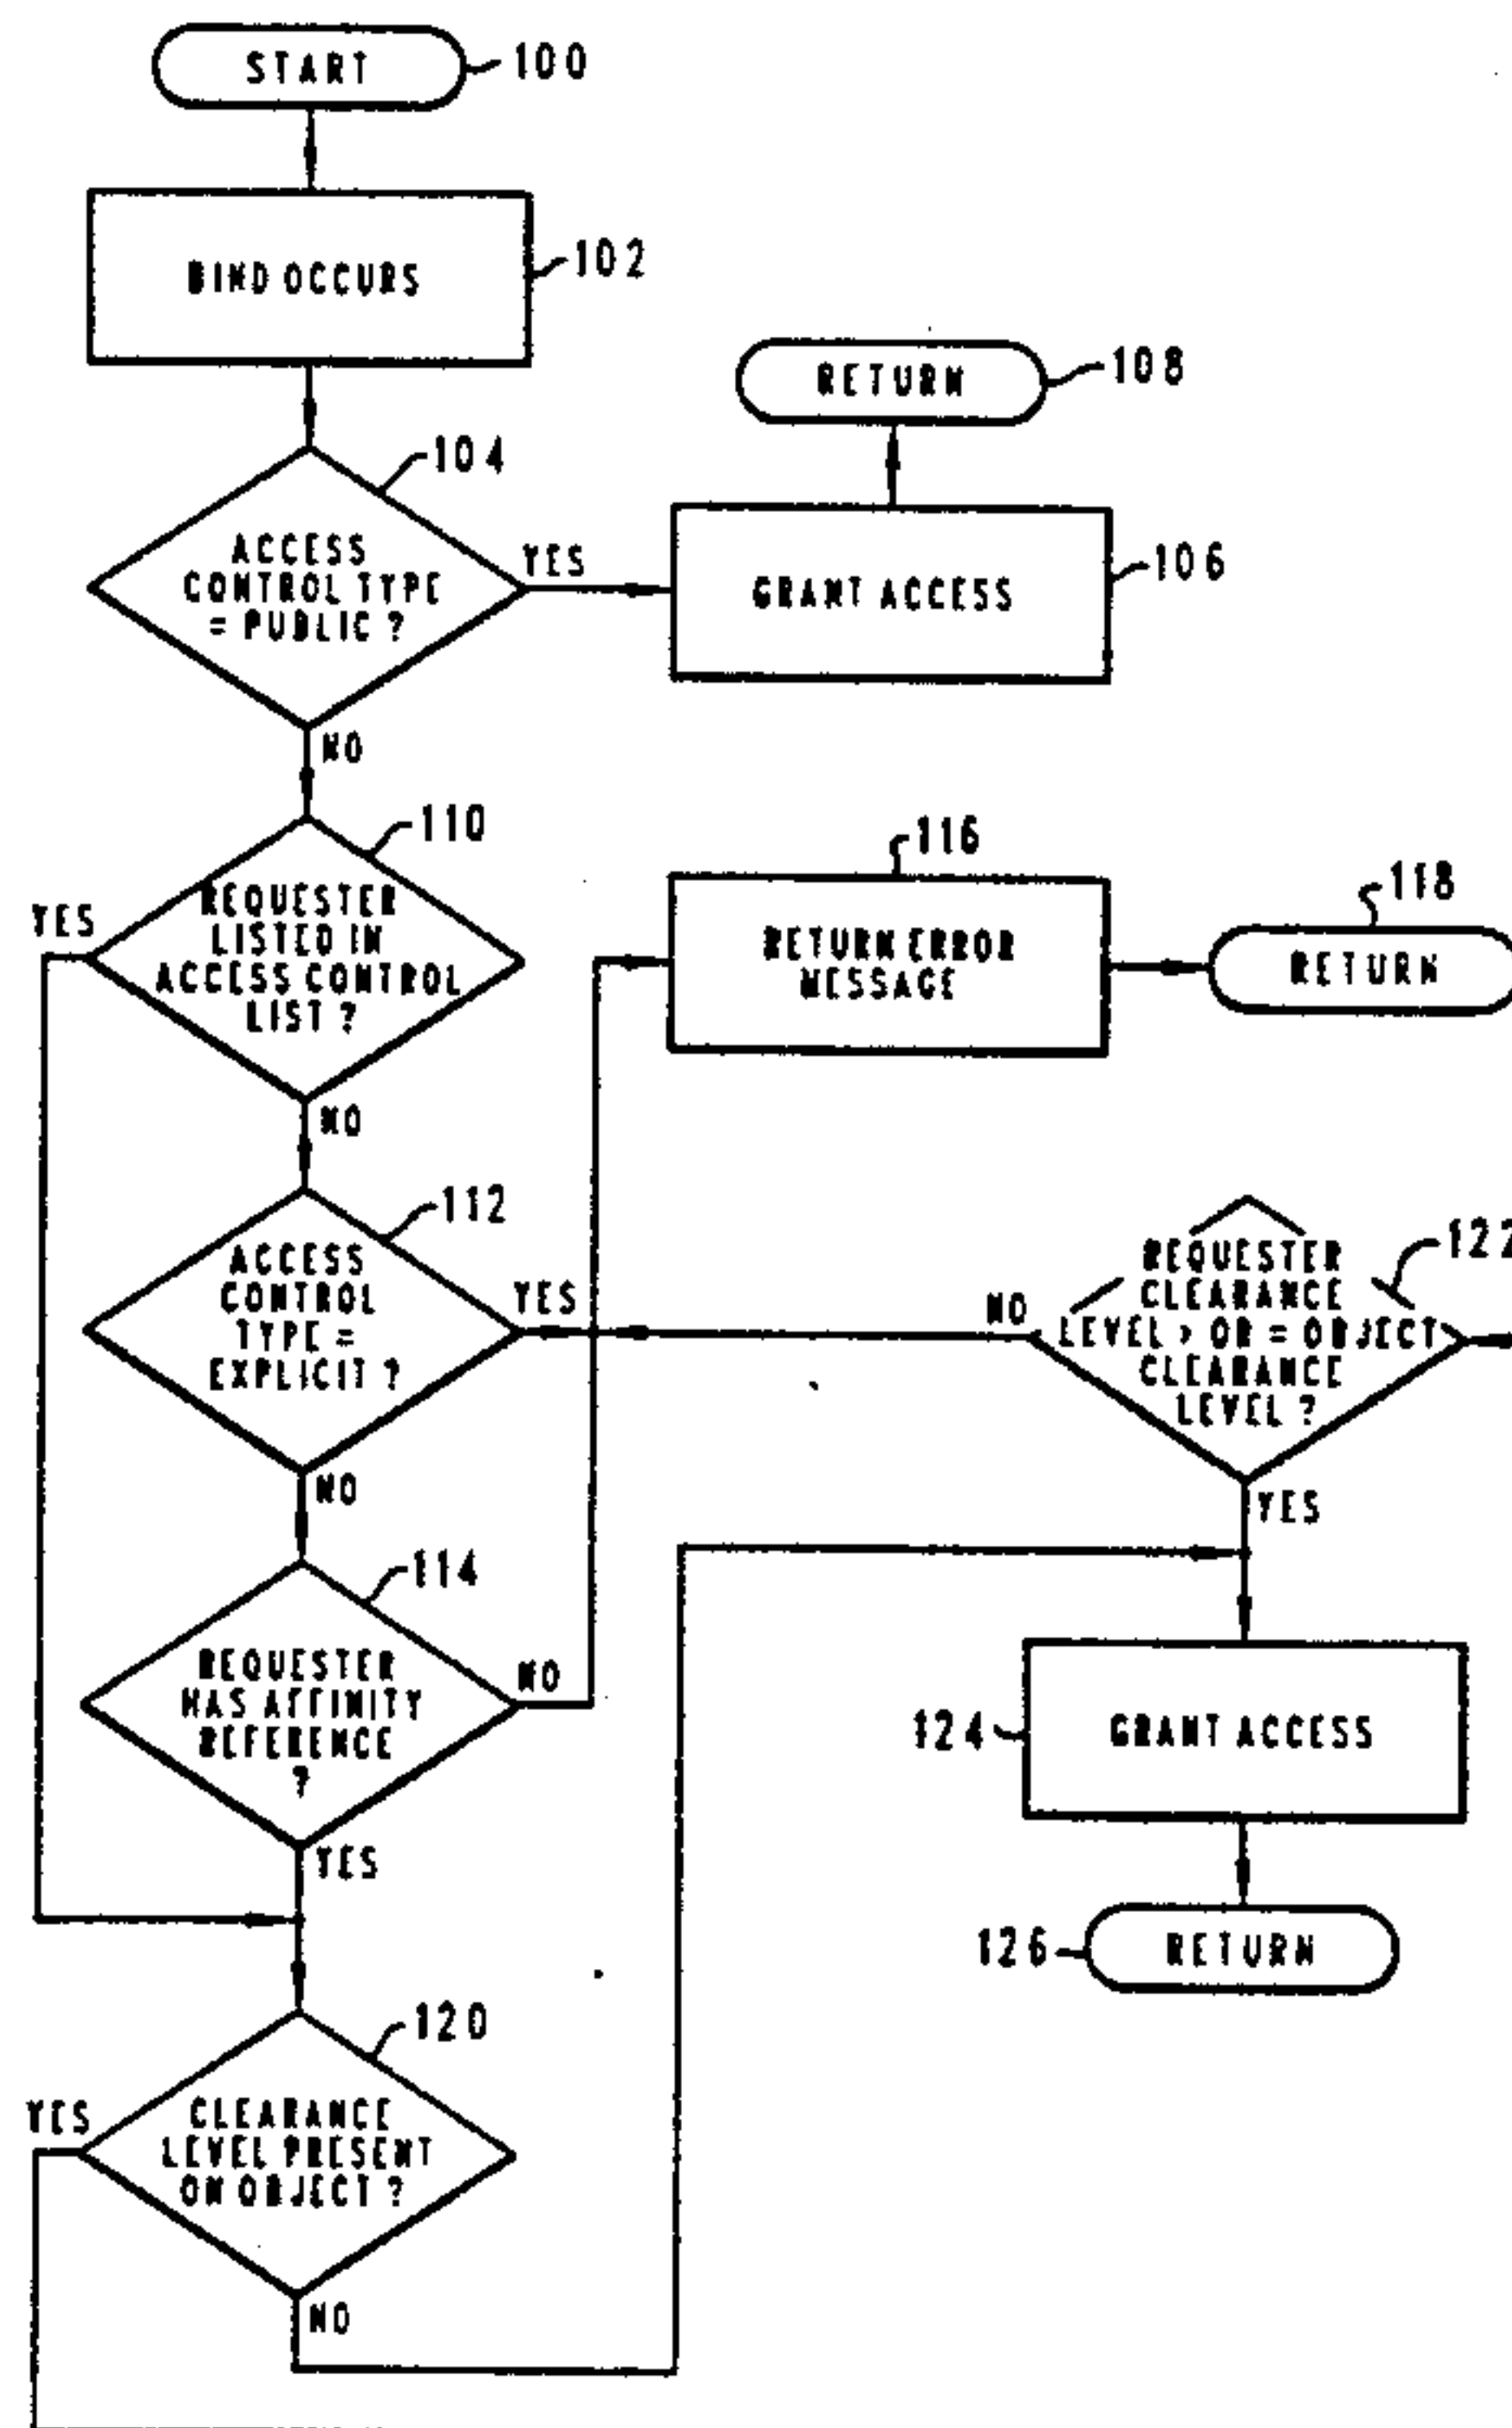 START
100
BIND OCCURS
102
RETURN
108
104
ACCESS
CONTROL TYPE
= PUBLIC ?
YES
GRANT ACCESS
106
NO
110
REQUESTER
LISTED IN
ACCESS CONTROL
LIST ?
YES
116
RETURN ERROR
MESSAGE
118
RETURN
NO
112
ACCESS
CONTROL
TYPE =
EXPLICIT ?
YES
NO
REQUESTER
CLEARANCE
LEVEL > OR = OBJECT
CLEARANCE
LEVEL ?
122
NO
YES
114
REQUESTER
HAS AFFINITY
REFERENCE
?
NO
124
GRANT ACCESS
YES
126
RETURN
120
YES
CLEARANCE
LEVEL PRESENT
ON OBJECT ?
NO